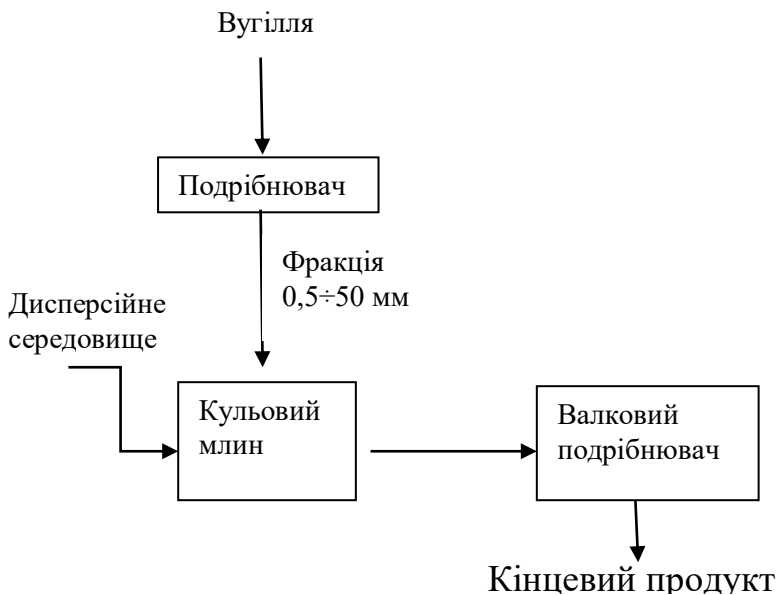 Вугілля
Подрібнювач
Фракція
0,5÷50 мм
Дисперсійне
середовище
Кульовий
млин
Валковий
подрібнювач
Кінцевий продукт